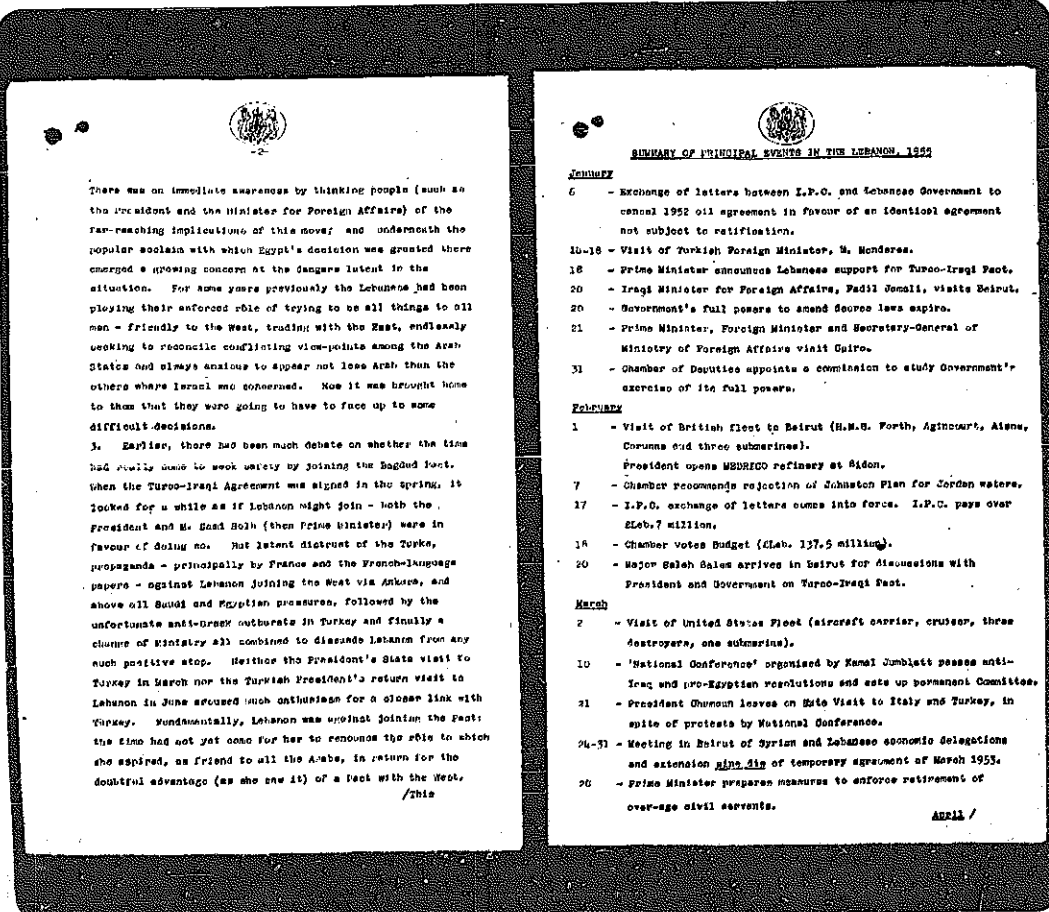 -2-
There was an immediate awareness by thinking people (such as
the President and the Minister for Foreign Affairs) of the
far-reaching implications of this move; and underneath the
popular acclaim with which Egypt's decision was greeted there
emerged a growing concern at the dangers latent in the
situation. For some years previously the Lebanese had been
playing their enforced rôle of trying to be all things to all
men - friendly to the West, trading with the East, endlessly
seeking to reconcile conflicting view-points among the Arab
States and always anxious to appear not less Arab than the
others where Israel was concerned. Now it was brought home
to them that they were going to have to face up to some
difficult decisions.
3. Earlier, there had been much debate on whether the time
had really come to seek safety by joining the Bagdad Pact.
When the Turco-Iraqi Agreement was signed in the spring, it
looked for a while as if Lebanon might join - both the
President and M. Sami Solh (then Prime Minister) were in
favour of doing so. But latent distrust of the Turks,
propaganda - principally by France and the French-language
papers - against Lebanon joining the West via Ankara, and
above all Saudi and Egyptian pressures, followed by the
unfortunate anti-Greek outbursts in Turkey and finally a
change of Ministry all combined to dissuade Lebanon from any
such positive step. Neither the President's State visit to
Turkey in March nor the Turkish President's return visit to
Lebanon in June aroused much enthusiasm for a closer link with
Turkey. Fundamentally, Lebanon was against joining the Pact:
the time had not yet come for her to renounce the rôle to which
she aspired, as friend to all the Arabs, in return for the
doubtful advantage (as she saw it) of a Pact with the West.
/This
SUMMARY OF PRINCIPAL EVENTS IN THE LEBANON, 1955
January
6 - Exchange of letters between I.P.C. and Lebanese Government to
cancel 1952 oil agreement in favour of an identical agreement
not subject to ratification.
15-18 - Visit of Turkish Foreign Minister, M. Menderes.
18 - Prime Minister announces Lebanese support for Turco-Iraqi Pact.
20 - Iraqi Minister for Foreign Affairs, Fadil Jamali, visits Beirut.
20 - Government's full powers to amend decree laws expire.
21 - Prime Minister, Foreign Minister and Secretary-General of
Ministry of Foreign Affairs visit Cairo.
31 - Chamber of Deputies appoints a commission to study Government's
exercise of its full powers.
February
1 - Visit of British fleet to Beirut (H.M.S. Forth, Agincourt, Aisne,
Corunna and three submarines).
President opens MEDRECO refinery at Sidon.
7 - Chamber recommends rejection of Johnston Plan for Jordan waters.
17 - I.P.C. exchange of letters comes into force. I.P.C. pays over
£Leb.7 million.
18 - Chamber votes Budget (£Leb. 137.5 million).
20 - Major Saleh Salem arrives in Beirut for discussions with
President and Government on Turco-Iraqi Pact.
March
2 - Visit of United States Fleet (aircraft carrier, cruiser, three
destroyers, one submarine).
10 - 'National Conference' organised by Kamal Jumblatt passes anti-
Iraq and pro-Egyptian resolutions and sets up permanent Committee.
21 - President Chamoun leaves on State Visit to Italy and Turkey, in
spite of protests by National Conference.
24-31 - Meeting in Beirut of Syrian and Lebanese economic delegations
and extension sine die of temporary agreement of March 1953.
26 - Prime Minister prepares measures to enforce retirement of
over-age civil servants.
April /